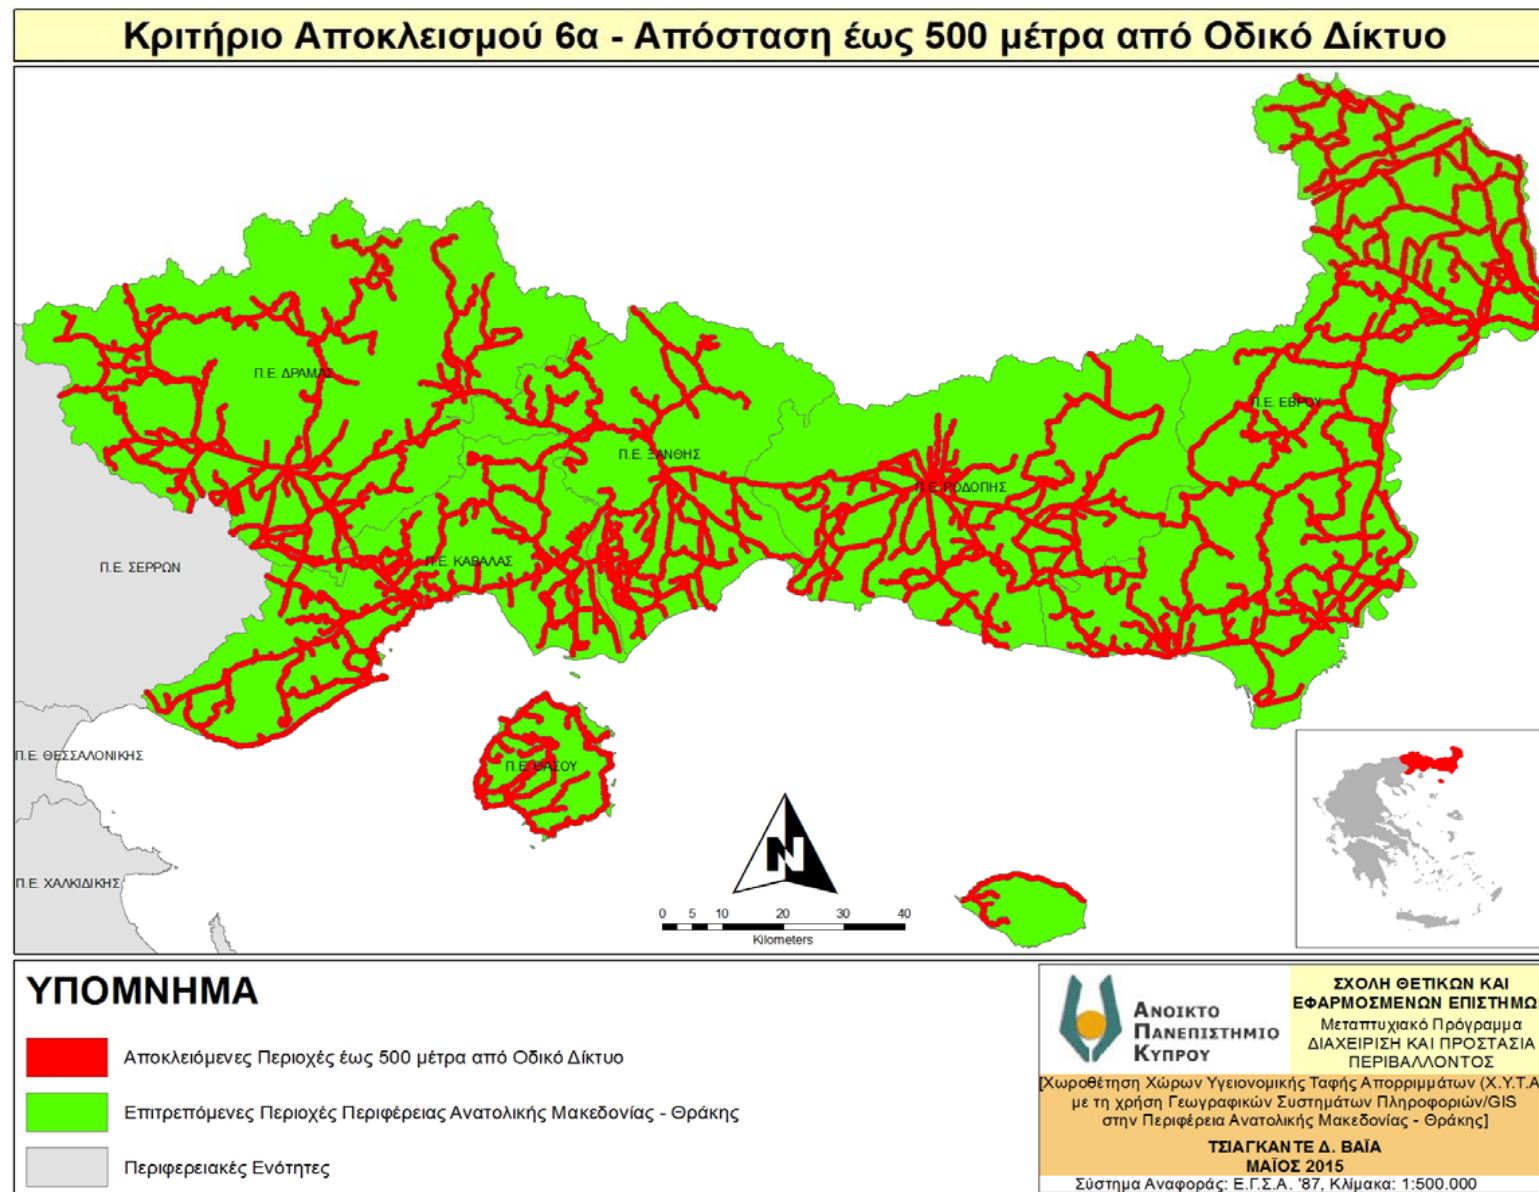 Κριτήριο Αποκλεισμού 6α - Απόσταση έως 500 μέτρα από Οδικό Δίκτυο
Π.Ε. ΔΡΑΜΑΣ
Π.Ε. ΕΒΡΟΥ
Π.Ε. ΞΑΝΘΗΣ
Π.Ε. ΡΟΔΟΠΗΣ
Π.Ε. ΣΕΡΡΩΝ
Π.Ε. ΚΑΒΑΛΑΣ
Π.Ε. ΘΕΣΣΑΛΟΝΙΚΗΣ
Π.Ε. ΘΑΣΟΥ
Π.Ε. ΧΑΛΚΙΔΙΚΗΣ
N
0 5 10 20 30 40
Kilometers
ΥΠΟΜΝΗΜΑ
Αποκλειόμενες Περιοχές έως 500 μέτρα από Οδικό Δίκτυο
Επιτρεπόμενες Περιοχές Περιφέρειας Ανατολικής Μακεδονίας - Θράκης
Περιφερειακές Ενότητες
ΑΝΟΙΚΤΟ
ΠΑΝΕΠΙΣΤΗΜΙΟ
ΚΥΠΡΟΥ
ΣΧΟΛΗ ΘΕΤΙΚΩΝ ΚΑΙ
ΕΦΑΡΜΟΣΜΕΝΩΝ ΕΠΙΣΤΗΜΩ
Μεταπτυχιακό Πρόγραμμα
ΔΙΑΧΕΙΡΙΣΗ ΚΑΙ ΠΡΟΣΤΑΣΙΑ
ΠΕΡΙΒΑΛΛΟΝΤΟΣ
[Χωροθέτηση Χώρων Υγειονομικής Ταφής Απορριμμάτων (Χ.Υ.Τ.Α
με τη χρήση Γεωγραφικών Συστημάτων Πληροφοριών/GIS
στην Περιφέρεια Ανατολικής Μακεδονίας - Θράκης]
ΤΣΙΑΓΚΑΝ ΤΕ Δ. ΒΑΪΑ
ΜΑΪΟΣ 2015
Σύστημα Αναφοράς: Ε.Γ.Σ.Α. '87, Κλίμακα: 1:500.000